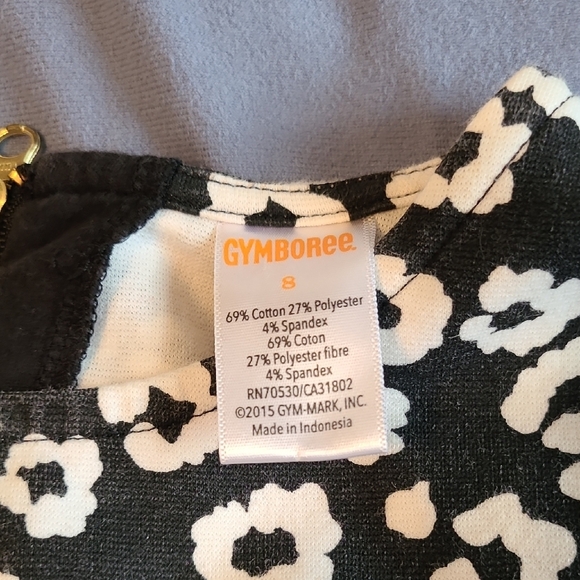 GYMBOREE
8
69% Cotton 27% Polyester
4% Spandex
69% Coton
27% Polyester fibre
4% Spandex
RN70530/CA31802
©2015 GYM-MARK, INC.
Made in Indonesia